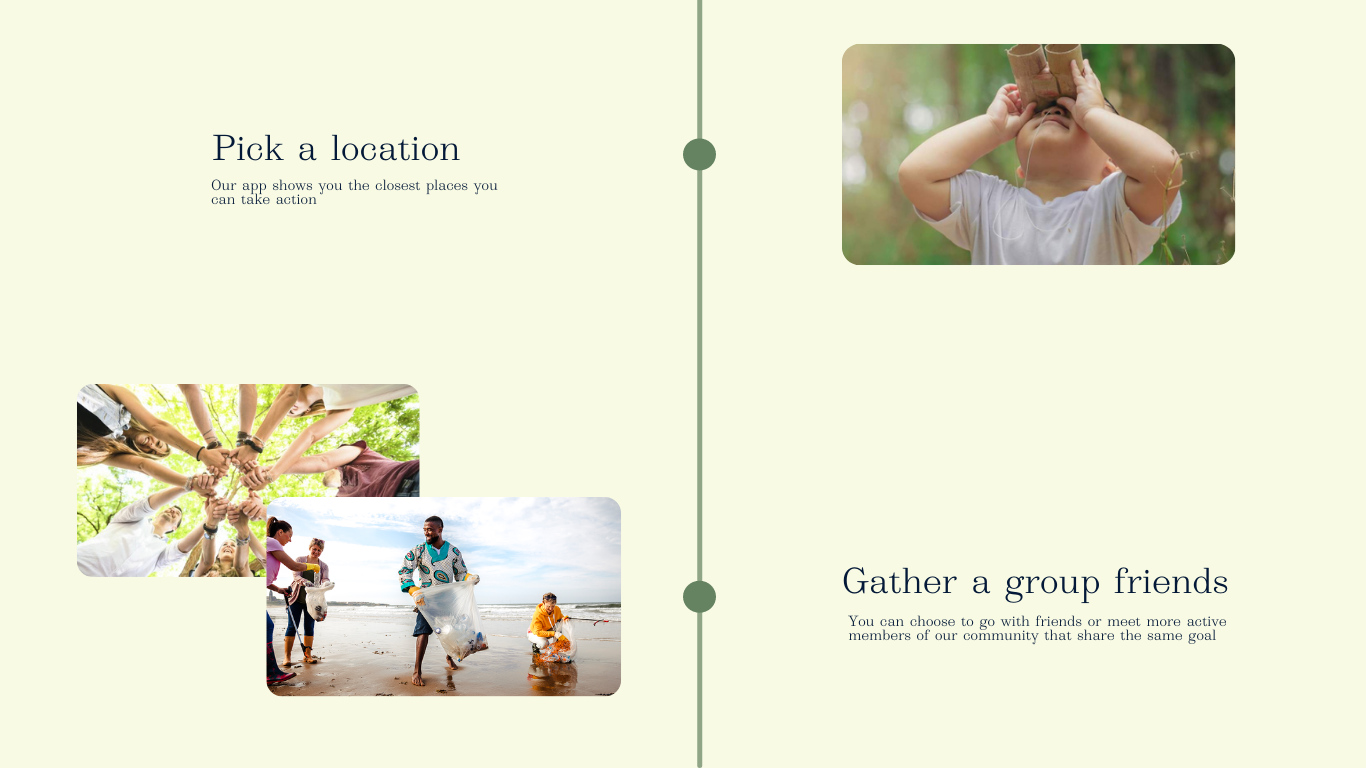 Pick a location
Our app shows you the closest places you
can take action
Gather a group friends
You can choose to go with friends or meet more active
members of our community that share the same goal